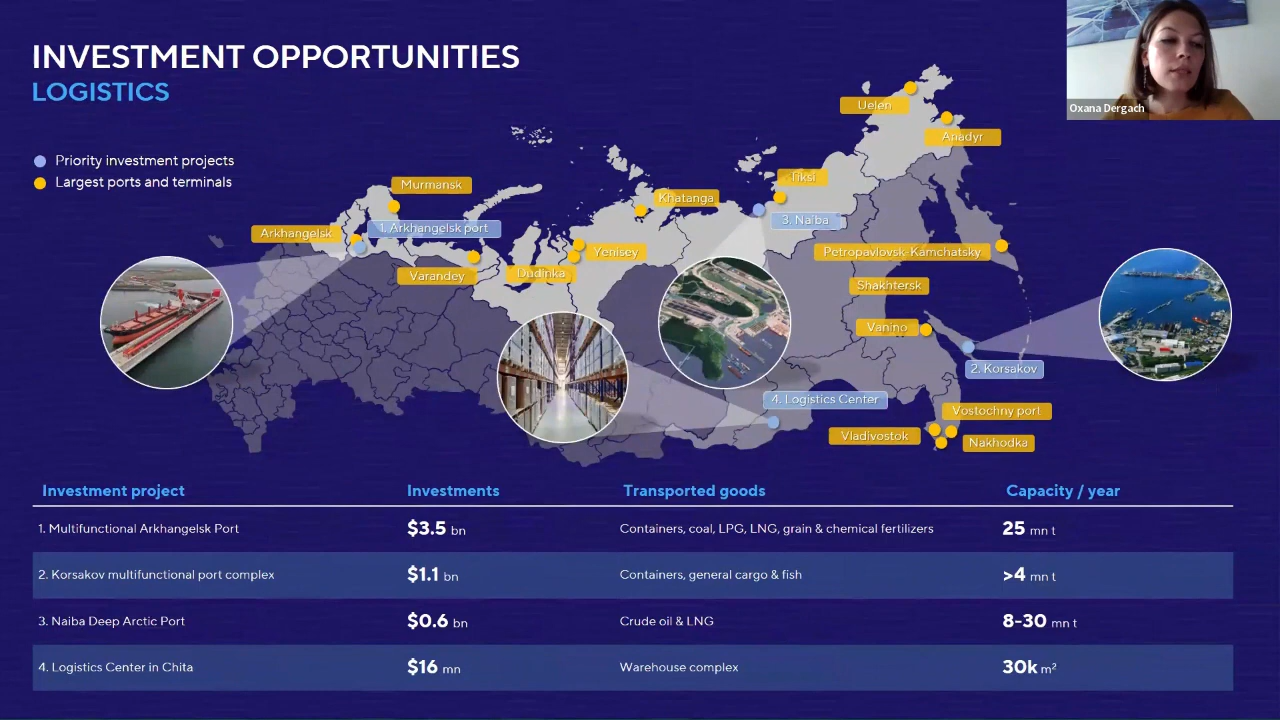 INVESTMENT OPPORTUNITIES
LOGISTICS
Oxana Dergach
Priority investment projects
Largest ports and terminals
Uelen
Anadyr
Murmansk
Tiksi
Khatanga
3. Naiba
Arkhangelsk
1. Arkhangelsk port
Yenisey
Petropavlovsk-Kamchatsky
Varandey
Dudinka
Shakhtersk
Vanino
2. Korsakov
4. Logistics Center
Vostochny port
Vladivostok
Nakhodka
Investment project Investments Transported goods Capacity / year
1. Multifunctional Arkhangelsk Port $3.5 bn Containers, coal, LPG, LNG, grain & chemical fertilizers 25 mn t
2. Korsakov multifunctional port complex $1.1 bn Containers, general cargo & fish >4 mn t
3. Naiba Deep Arctic Port $0.6 bn Crude oil & LNG 8-30 mn t
4. Logistics Center in Chita $16 mn Warehouse complex 30k m²